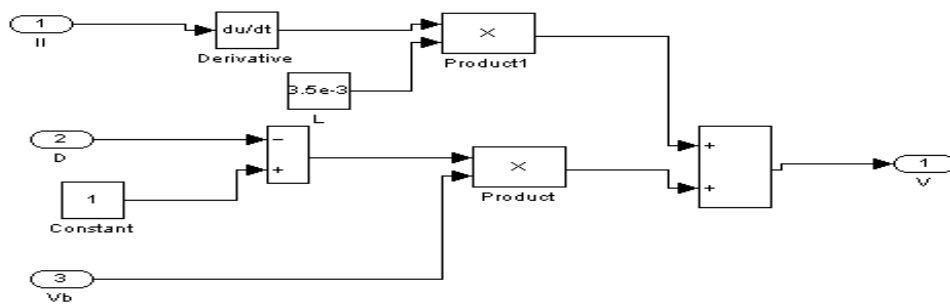 1
Il
du/dt
Derivative
×
Product1
3.5e-3
L
2
D
−
+
1
Constant
×
Product
+
+
1
V
3
Vb